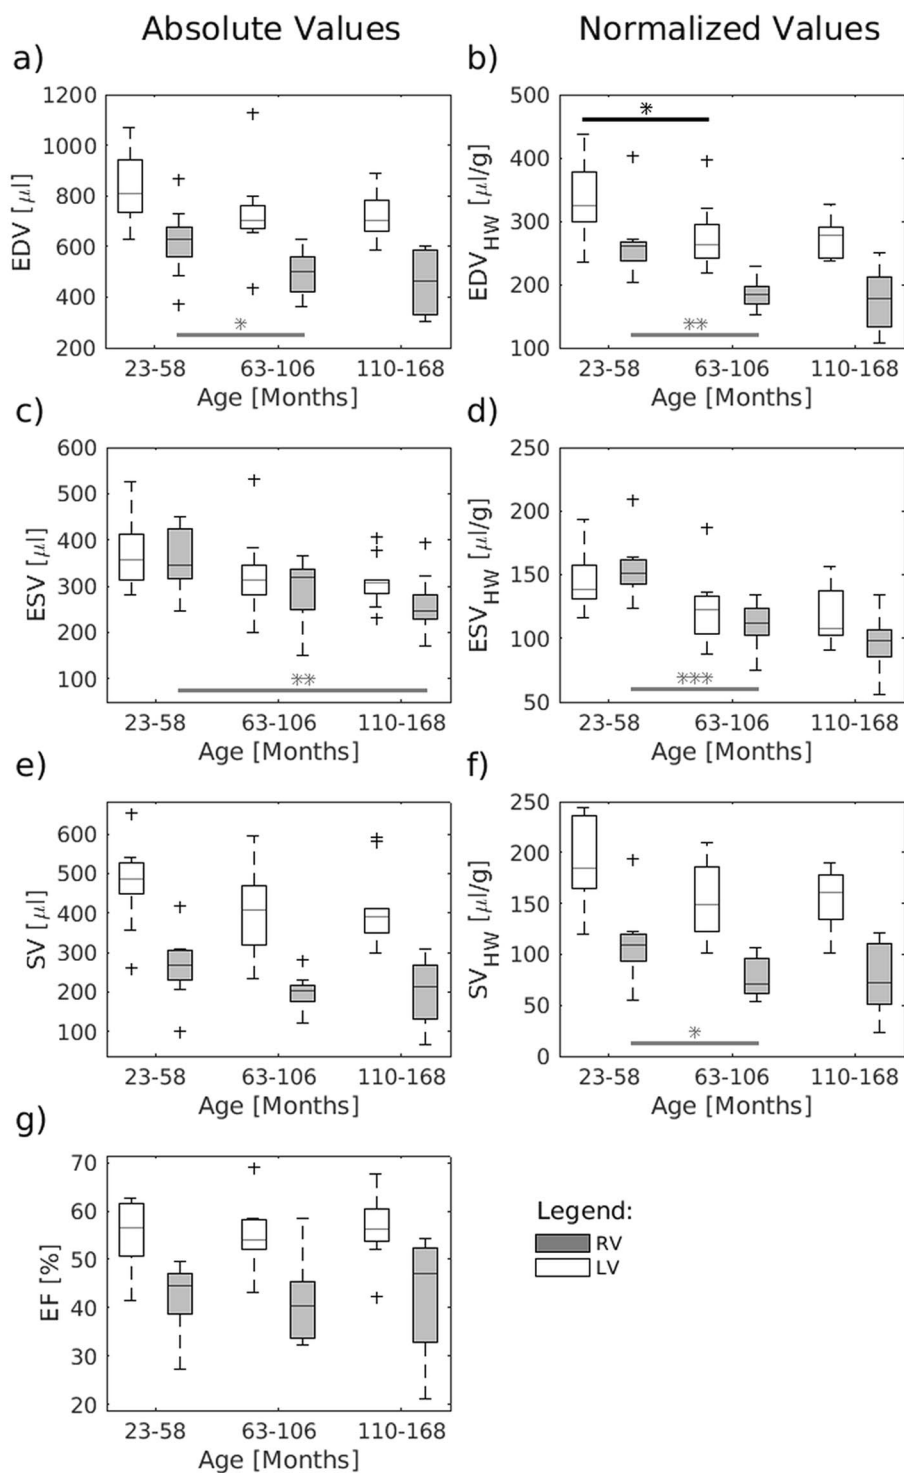 Absolute Values
Normalized Values
a)
EDV [μl]
1200
1000
800
600
400
200
*
23-58
63-106
110-168
Age [Months]
b)
EDV_HW [μl/g]
500
400
300
200
100
*
**
23-58
63-106
110-168
Age [Months]
c)
ESV [μl]
600
500
400
300
200
100
**
23-58
63-106
110-168
Age [Months]
d)
ESV_HW [μl/g]
250
200
150
100
50
***
23-58
63-106
110-168
Age [Months]
e)
SV [μl]
600
500
400
300
200
100
23-58
63-106
110-168
Age [Months]
f)
SV_HW [μl/g]
250
200
150
100
50
0
*
23-58
63-106
110-168
Age [Months]
g)
EF [%]
70
60
50
40
30
20
23-58
63-106
110-168
Age [Months]
Legend:
RV
LV